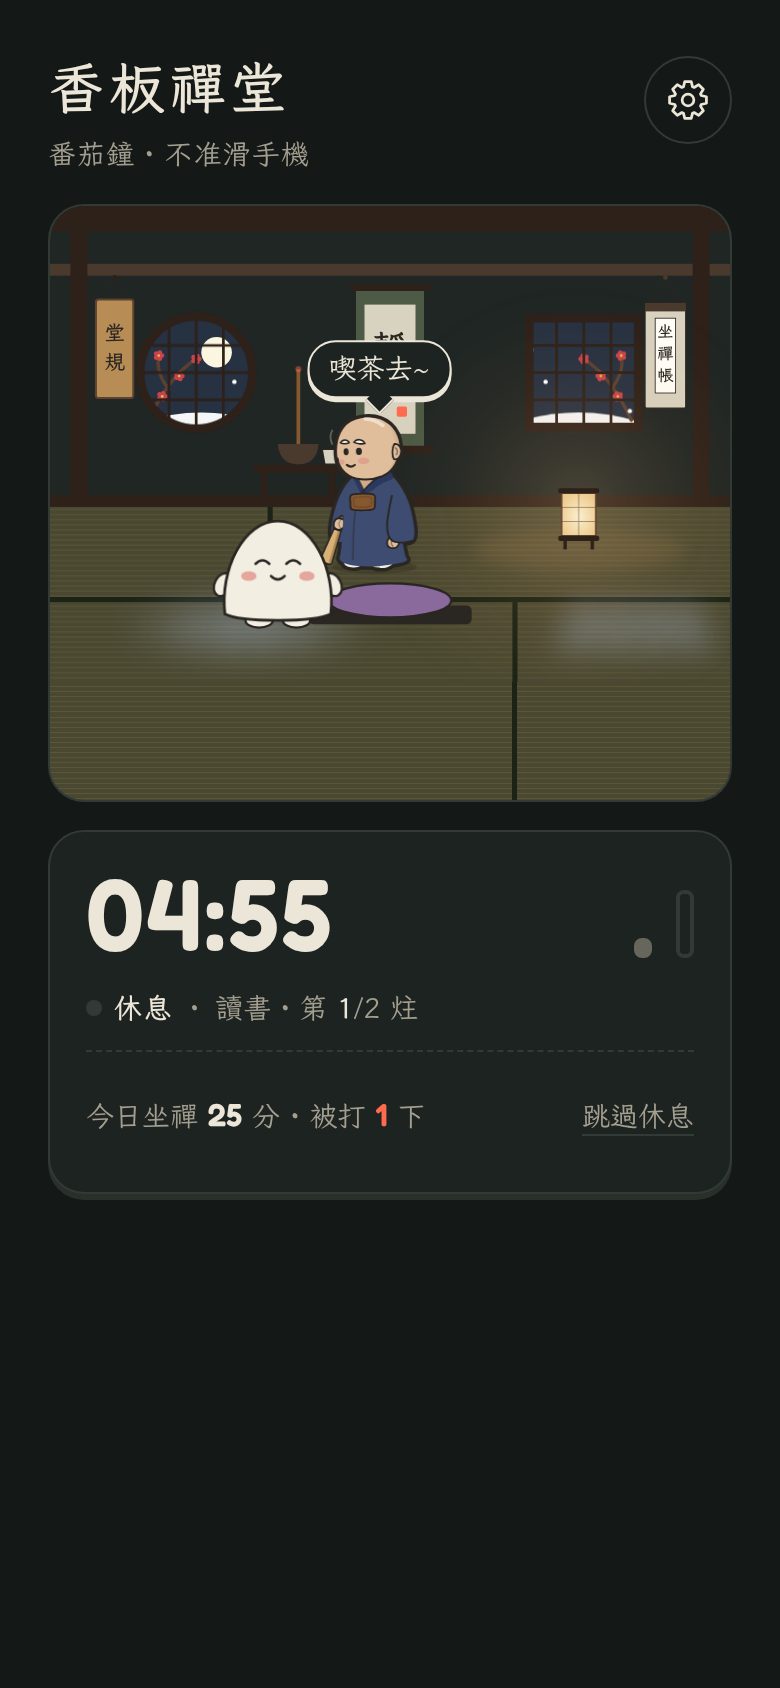 香板禪堂
番茄鐘・不准滑手機
堂規
坐禪帳
喫茶去~
04:55
休息・讀書・第 1/2 炷
今日坐禪 25 分・被打 1 下
跳過休息